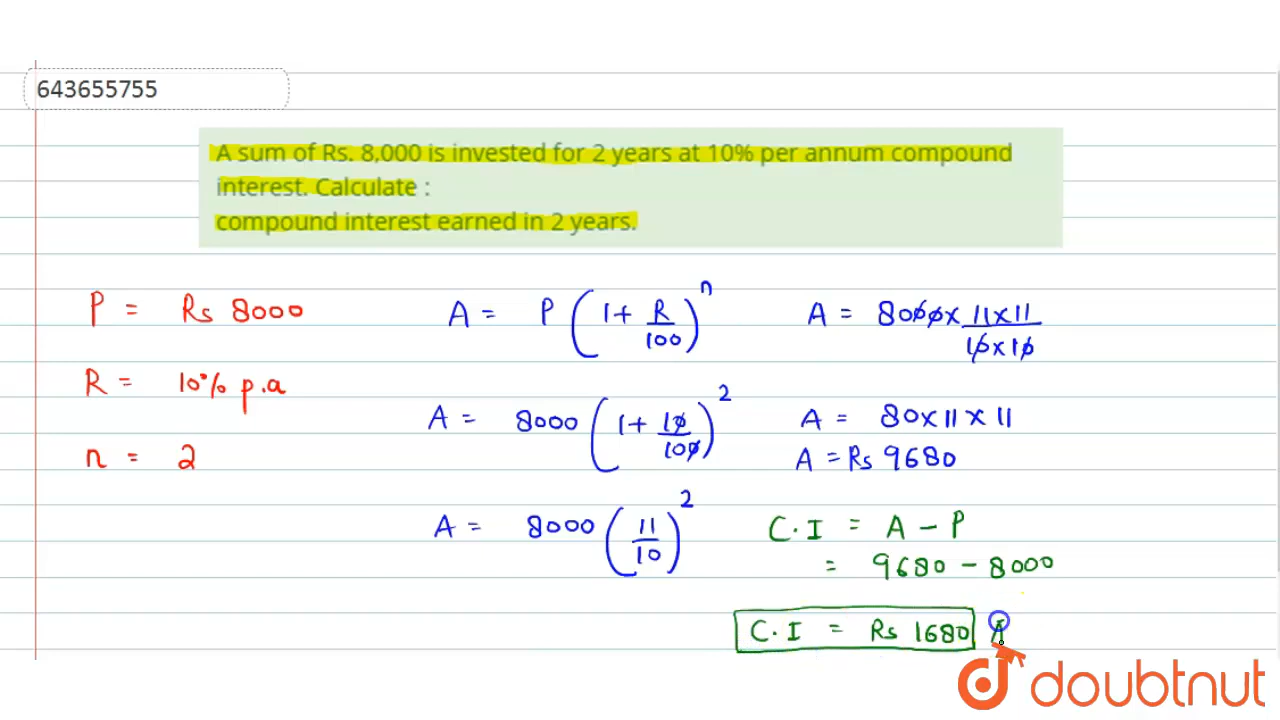 643655755
A sum of Rs. 8,000 is invested for 2 years at 10% per annum compound
interest. Calculate :
compound interest earned in 2 years.
P = Rs 8000
R = 10% p.a
n = 2
A = P (1 + R/100)^n
A = 8000 (1 + 10/100)^2
A = 8000 (11/10)^2
A = 8000 x 11 x 11 / 10 x 10
A = 80 x 11 x 11
A = Rs 9680
C.I = A - P
= 9680 - 8000
C.I = Rs 1680 A
doubtnut